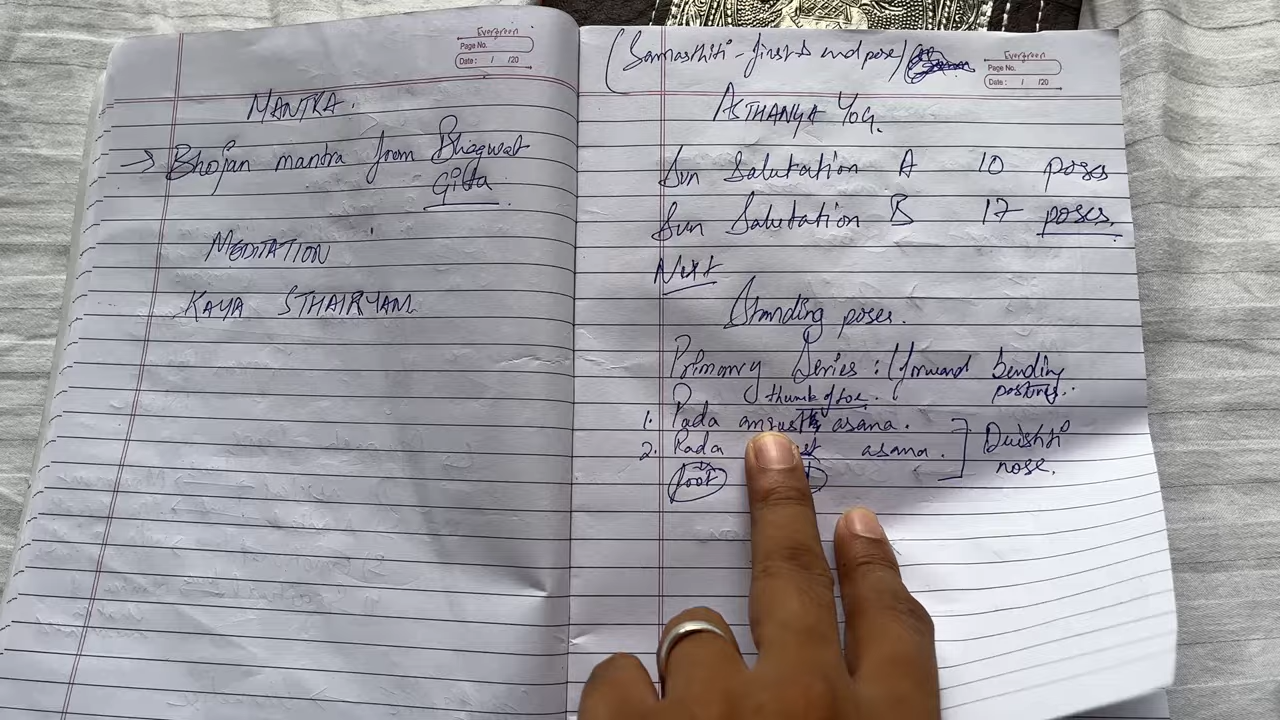 Evergreen
Page No.
Date: / /20
MANTRA.
→ Bhojan mantra from Bhagwat
Gita
MEDITATION
KAYA STHAIRYAM
(Samasthiti - first & end pose)
Evergreen
Page No.
Date: / /20
ASTHANGA YOG.
Sun Salutation A 10 poses
Sun Salutation B 17 poses.
Next
Standing poses.
Primary Series: (forward bending
postures.
thumb of toe.
1. Pada angustha asana.
2. Pada asana.
Drishti
nose.
foot